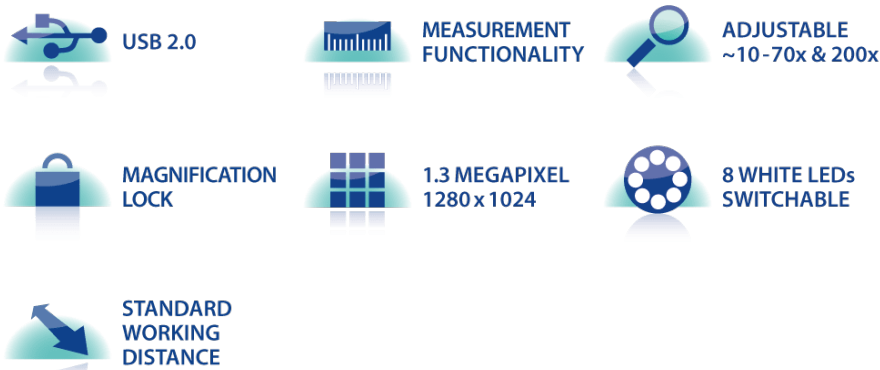 USB 2.0
MEASUREMENT
FUNCTIONALITY
ADJUSTABLE
~10-70x & 200x
MAGNIFICATION
LOCK
1.3 MEGAPIXEL
1280 x 1024
8 WHITE LEDs
SWITCHABLE
STANDARD
WORKING
DISTANCE